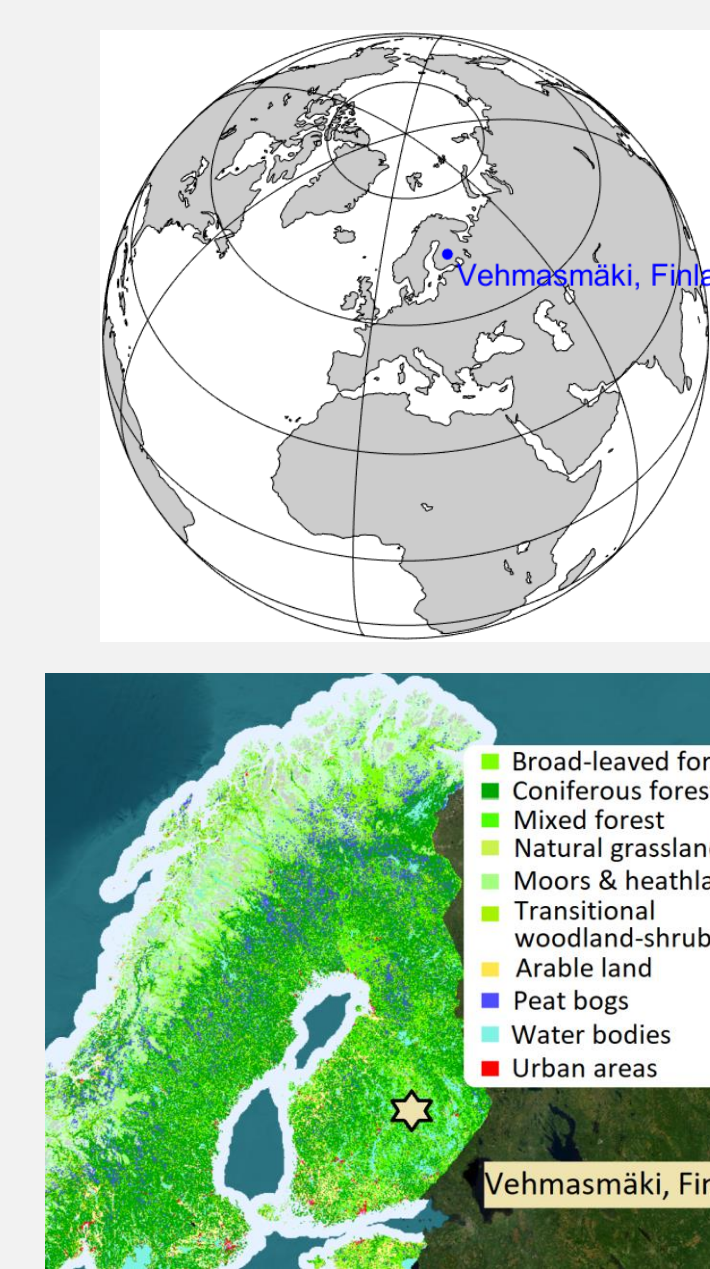 Vehmasmäki, Finla
Broad-leaved for
Coniferous fores
Mixed forest
Natural grasslan
Moors & heathla
Transitional
woodland-shrub
Arable land
Peat bogs
Water bodies
Urban areas
Vehmasmäki, Fin